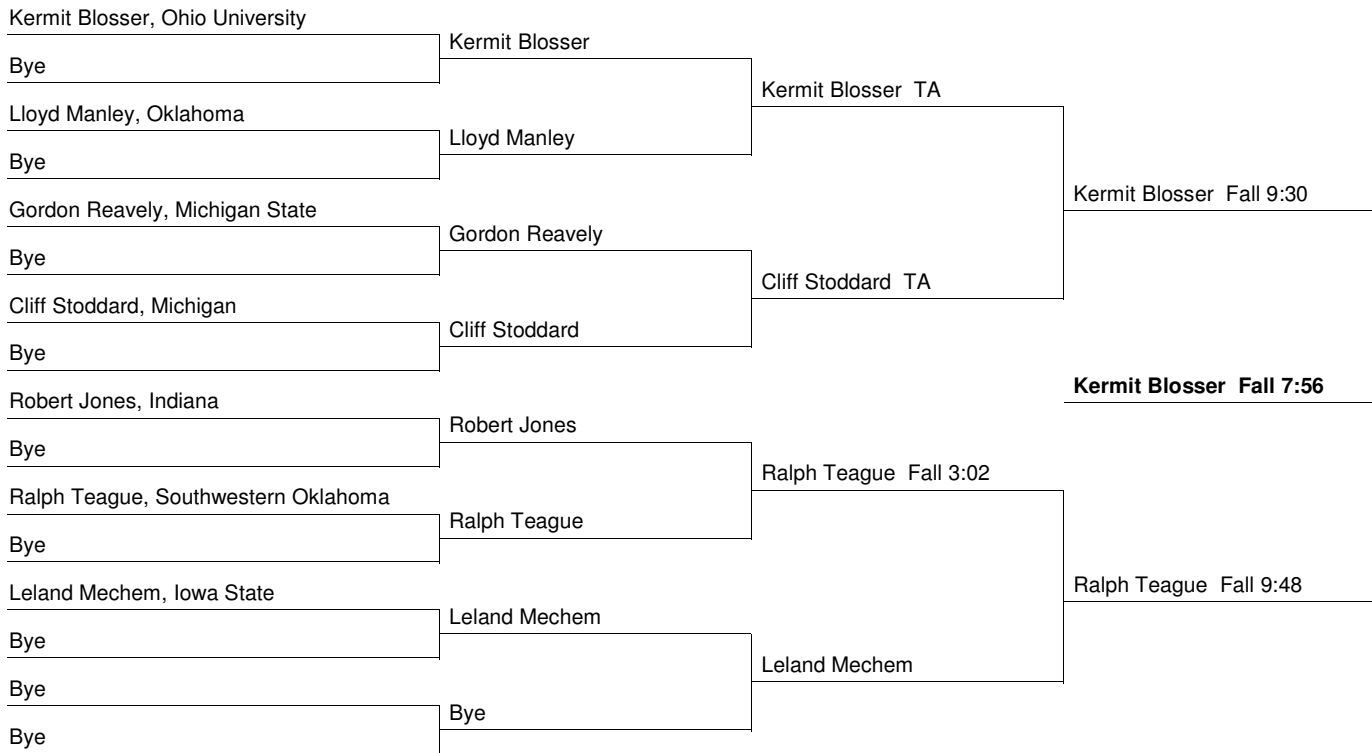 Kermit Blosser, Ohio University
Bye
Lloyd Manley, Oklahoma
Bye
Gordon Reavely, Michigan State
Bye
Cliff Stoddard, Michigan
Bye
Robert Jones, Indiana
Bye
Ralph Teague, Southwestern Oklahoma
Bye
Leland Mechem, Iowa State
Bye
Bye
Bye
Kermit Blosser
Lloyd Manley
Gordon Reavely
Cliff Stoddard
Robert Jones
Ralph Teague
Leland Mechem
Bye
Kermit Blosser TA
Cliff Stoddard TA
Ralph Teague Fall 3:02
Leland Mechem
Kermit Blosser Fall 9:30
Kermit Blosser Fall 7:56
Ralph Teague Fall 9:48